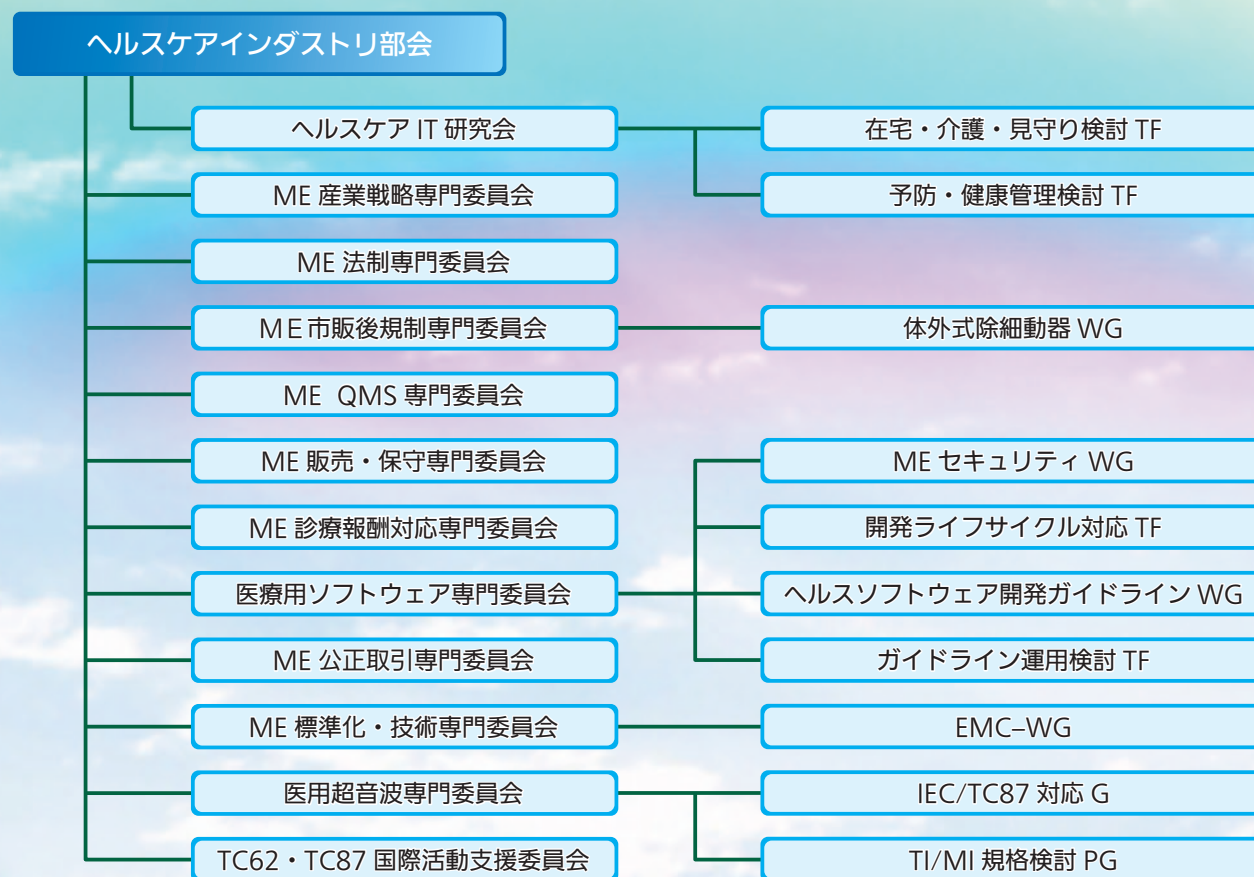 ヘルスケアインダストリ部会
ヘルスケア IT 研究会
在宅・介護・見守り検討 TF
ME 産業戦略専門委員会
予防・健康管理検討 TF
ME 法制専門委員会
ＭＥ市販後規制専門委員会
体外式除細動器 WG
ME QMS 専門委員会
ME 販売・保守専門委員会
ME セキュリティ WG
ME 診療報酬対応専門委員会
開発ライフサイクル対応 TF
医療用ソフトウェア専門委員会
ヘルスソフトウェア開発ガイドライン WG
ME 公正取引専門委員会
ガイドライン運用検討 TF
ME 標準化・技術専門委員会
EMC–WG
医用超音波専門委員会
IEC/TC87 対応 G
TC62・TC87 国際活動支援委員会
TI/MI 規格検討 PG